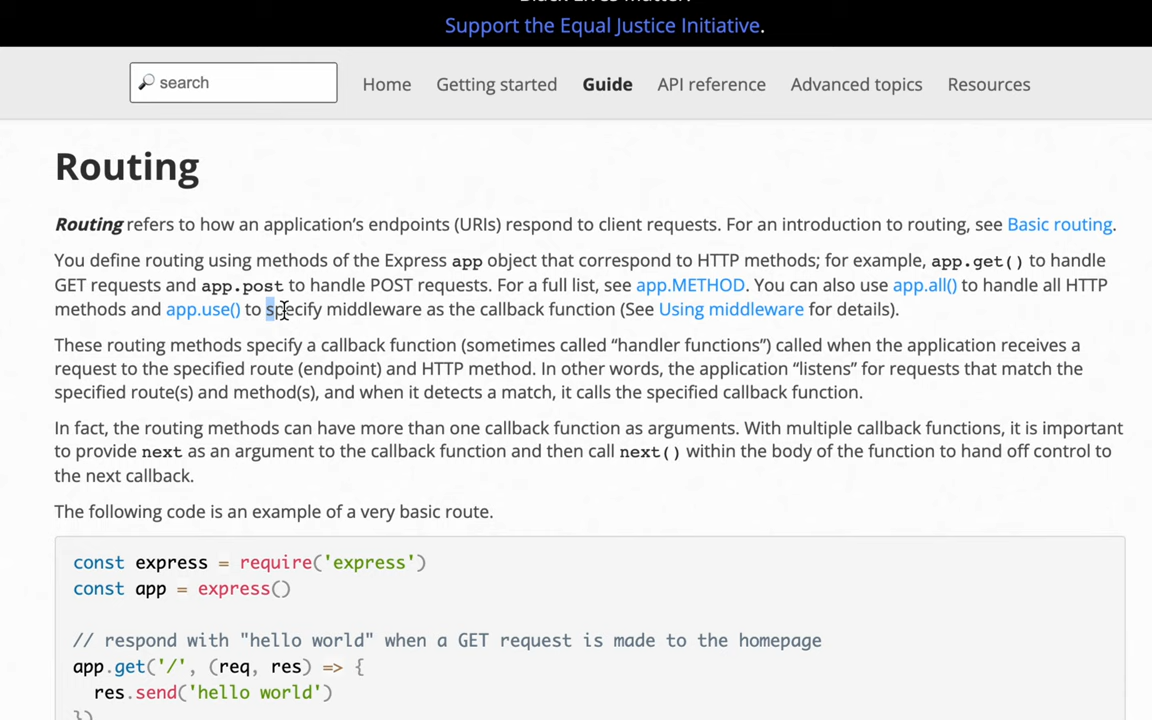 Black Lives Matter.
Support the Equal Justice Initiative.
search
Home Getting started Guide API reference Advanced topics Resources
Routing
Routing refers to how an application’s endpoints (URIs) respond to client requests. For an introduction to routing, see Basic routing.
You define routing using methods of the Express app object that correspond to HTTP methods; for example, app.get() to handle
GET requests and app.post to handle POST requests. For a full list, see app.METHOD. You can also use app.all() to handle all HTTP
methods and app.use() to specify middleware as the callback function (See Using middleware for details).
These routing methods specify a callback function (sometimes called “handler functions”) called when the application receives a
request to the specified route (endpoint) and HTTP method. In other words, the application “listens” for requests that match the
specified route(s) and method(s), and when it detects a match, it calls the specified callback function.
In fact, the routing methods can have more than one callback function as arguments. With multiple callback functions, it is important
to provide next as an argument to the callback function and then call next() within the body of the function to hand off control to
the next callback.
The following code is an example of a very basic route.
const express = require('express')
const app = express()
// respond with "hello world" when a GET request is made to the homepage
app.get('/', (req, res) => {
  res.send('hello world')
})